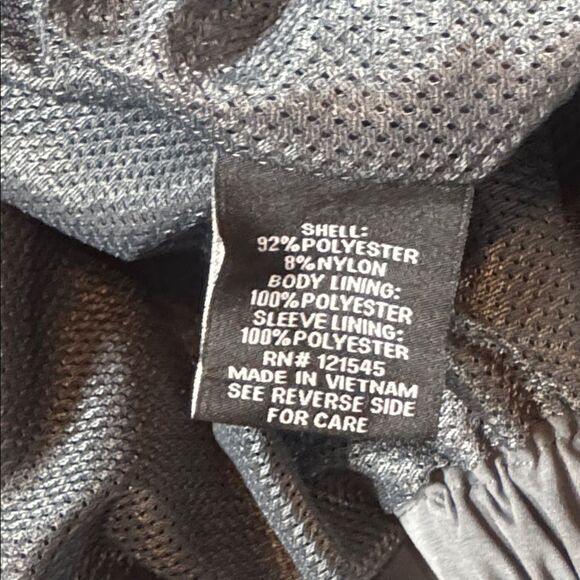 SHELL:
92% POLYESTER
8% NYLON
BODY LINING:
100% POLYESTER
SLEEVE LINING:
100% POLYESTER
RN# 121545
MADE IN VIETNAM
SEE REVERSE SIDE
FOR CARE